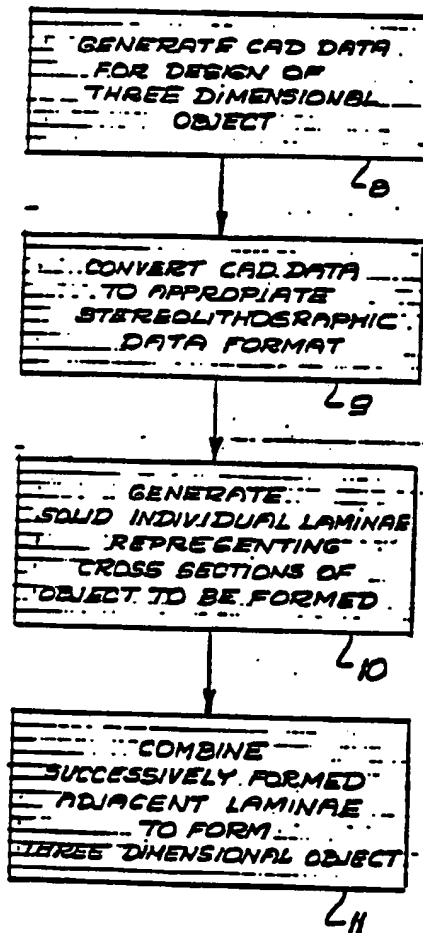 GENERATE CAD DATA
FOR DESIGN OF
THREE DIMENSIONAL
OBJECT
8
CONVERT CAD DATA
TO APPROPIATE
STEREOLITHOGRAPHIC
DATA FORMAT
9
GENERATE
SOLID INDIVIDUAL LAMINAE
REPRESENTING
CROSS SECTIONS OF
OBJECT TO BE FORMED
10
COMBINE
SUCCESSIVELY FORMED
ADJACENT LAMINAE
TO FORM
THREE DIMENSIONAL OBJECT
11